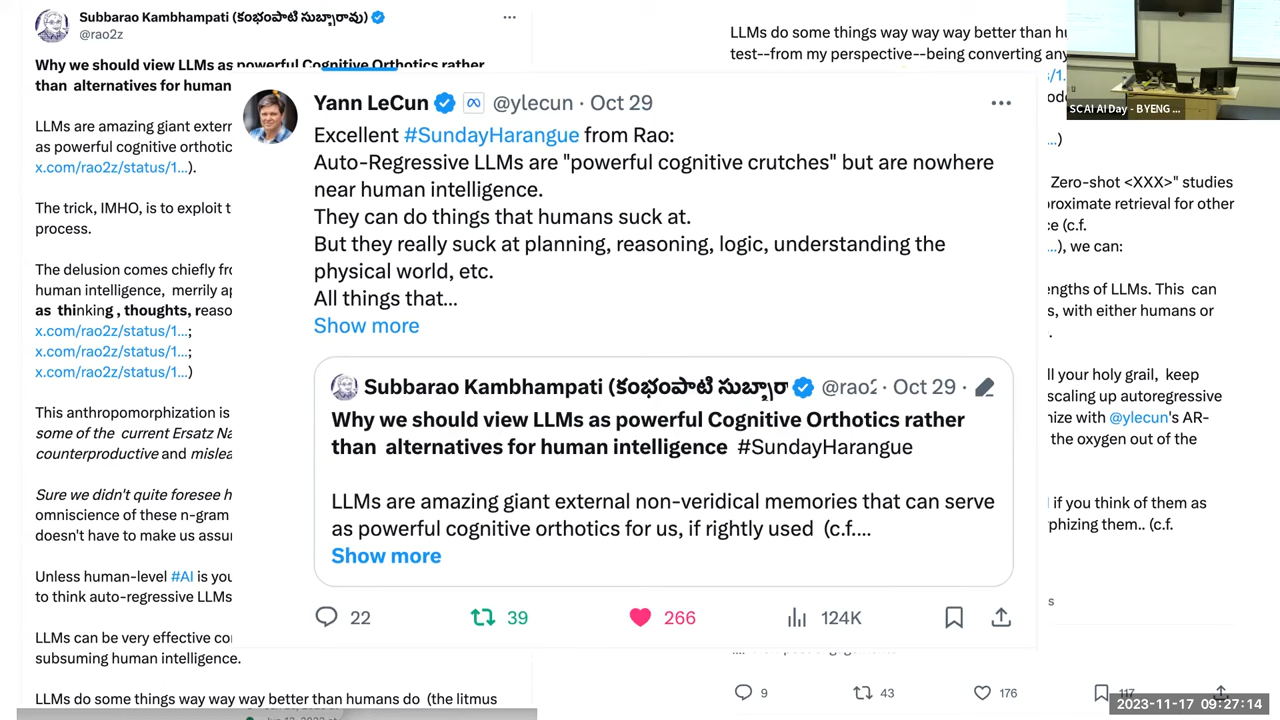 Subbarao Kambhampati (కంభంపాటి సుబ్బారావు)
@rao2z
Why we should view LLMs as powerful Cognitive Orthotics rather
than alternatives for human
LLMs are amazing giant extern
as powerful cognitive orthotic
x.com/rao2z/status/1...).
The trick, IMHO, is to exploit t
process.
The delusion comes chiefly fro
human intelligence, merrily ap
as thinking , thoughts, reaso
x.com/rao2z/status/1...;
x.com/rao2z/status/1...;
x.com/rao2z/status/1...)
This anthropomorphization is
some of the current Ersatz Na
counterproductive and mislea
Sure we didn't quite foresee h
omniscience of these n-gram
doesn't have to make us assu
Unless human-level #AI is you
to think auto-regressive LLMs
LLMs can be very effective co
subsuming human intelligence.
LLMs do some things way way way better than humans do (the litmus
Yann LeCun @ylecun · Oct 29
Excellent #SundayHarangue from Rao:
Auto-Regressive LLMs are "powerful cognitive crutches" but are nowhere
near human intelligence.
They can do things that humans suck at.
But they really suck at planning, reasoning, logic, understanding the
physical world, etc.
All things that...
Show more
Subbarao Kambhampati (కంభంపాటి సుబ్బారా @rao2 · Oct 29 ·
Why we should view LLMs as powerful Cognitive Orthotics rather
than alternatives for human intelligence #SundayHarangue
LLMs are amazing giant external non-veridical memories that can serve
as powerful cognitive orthotics for us, if rightly used (c.f....
Show more
22 39 266 124K
LLMs do some things way way way better than hu
test--from my perspective--being converting any
SCAI AI Day - BYENG ...
...)
Zero-shot <XXX>" studies
roximate retrieval for other
ce (c.f.
...), we can:
engths of LLMs. This can
s, with either humans or
ll your holy grail, keep
scaling up autoregressive
nize with @ylecun's AR-
the oxygen out of the
if you think of them as
phizing them.. (c.f.
s
9 43 176 117
2023-11-17 09:27:14